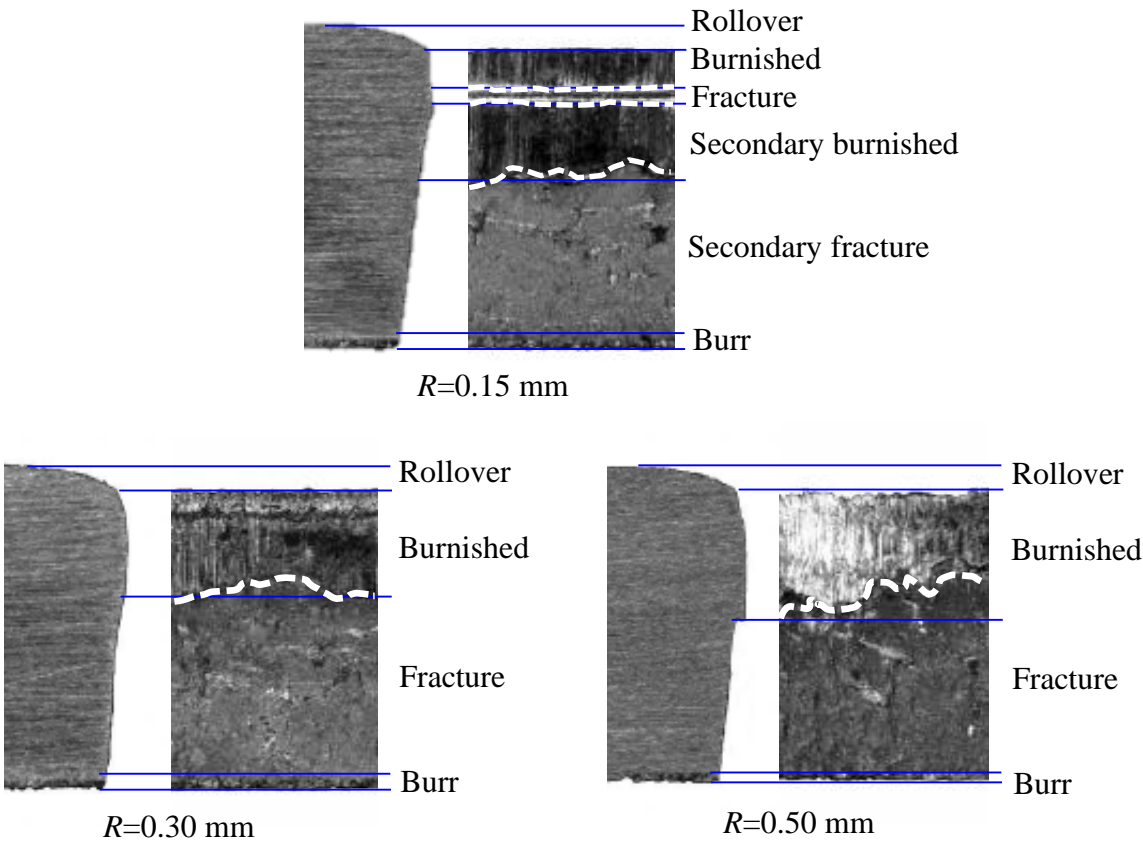 Rollover
Burnished
Fracture
Secondary burnished
Secondary fracture
Burr
R=0.15 mm
Rollover
Burnished
Fracture
Burr
R=0.30 mm
Rollover
Burnished
Fracture
Burr
R=0.50 mm